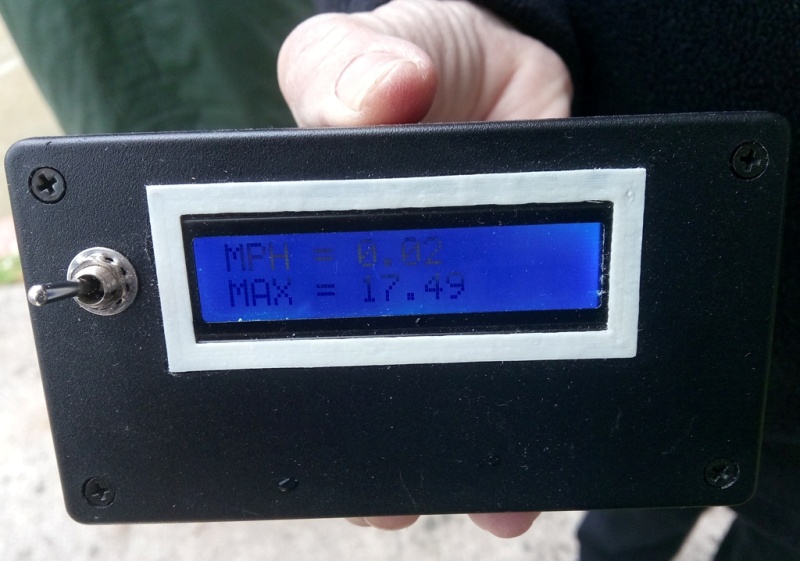 MPH = 0.02
MAX = 17.49